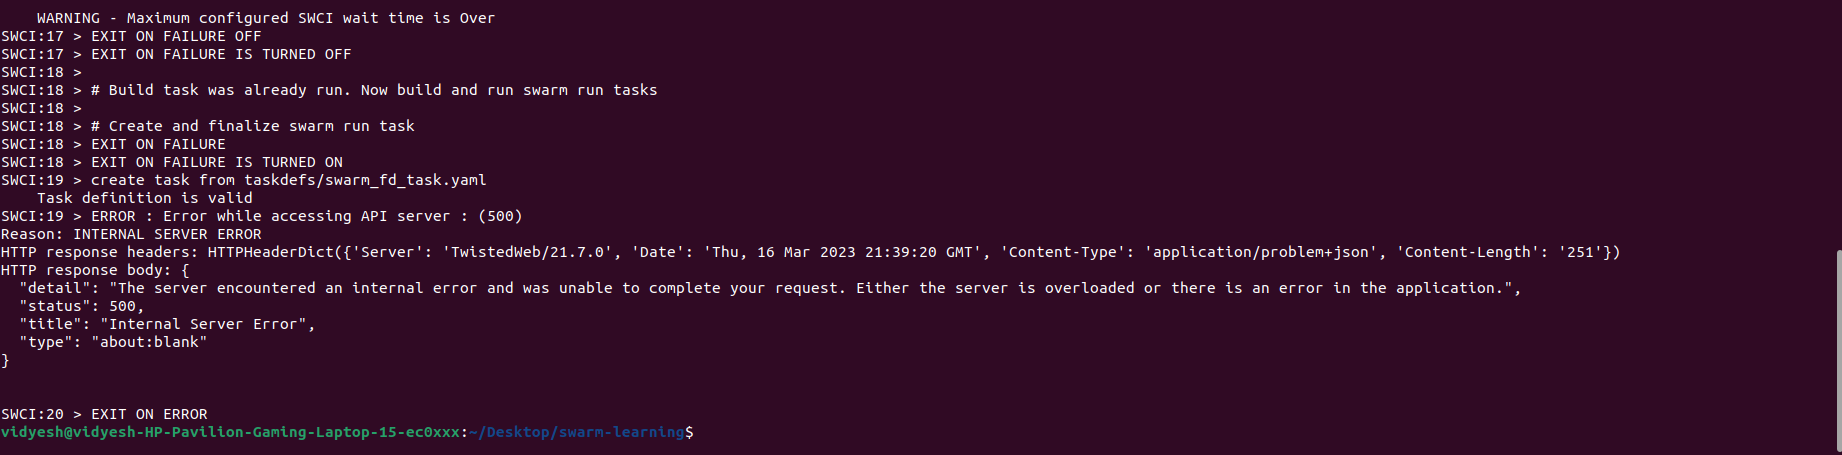 WARNING - Maximum configured SWCI wait time is Over
SWCI:17 > EXIT ON FAILURE OFF
SWCI:17 > EXIT ON FAILURE IS TURNED OFF
SWCI:18 >
SWCI:18 > # Build task was already run. Now build and run swarm run tasks
SWCI:18 >
SWCI:18 > # Create and finalize swarm run task
SWCI:18 > EXIT ON FAILURE
SWCI:18 > EXIT ON FAILURE IS TURNED ON
SWCI:19 > create task from taskdefs/swarm_fd_task.yaml
Task definition is valid
SWCI:19 > ERROR : Error while accessing API server : (500)
Reason: INTERNAL SERVER ERROR
HTTP response headers: HTTPHeaderDict({'Server': 'TwistedWeb/21.7.0', 'Date': 'Thu, 16 Mar 2023 21:39:20 GMT', 'Content-Type': 'application/problem+json', 'Content-Length': '251'})
HTTP response body: {
"detail": "The server encountered an internal error and was unable to complete your request. Either the server is overloaded or there is an error in the application.",
"status": 500,
"title": "Internal Server Error",
"type": "about:blank"
}
SWCI:20 > EXIT ON ERROR
vidyesh@vidyesh-HP-Pavilion-Gaming-Laptop-15-ec0xxx:~/Desktop/swarm-learning$